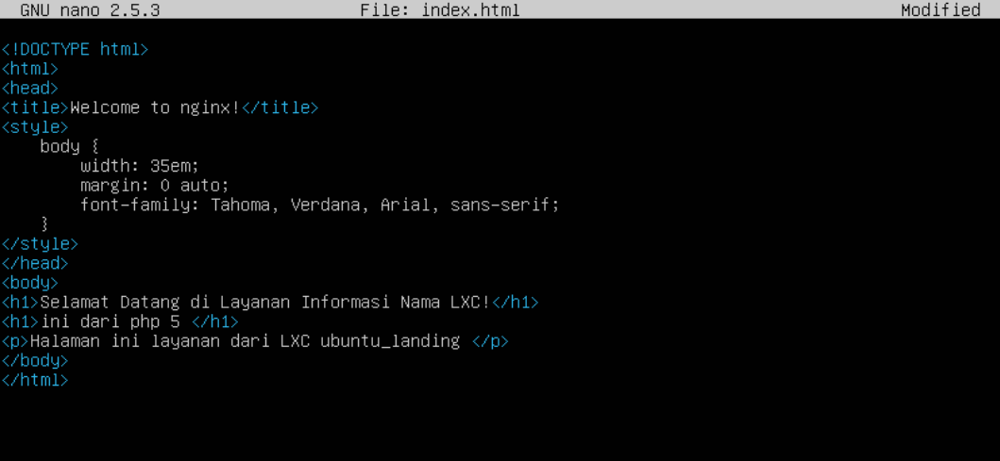 GNU nano 2.5.3 File: index.html Modified
<!DOCTYPE html>
<html>
<head>
<title>Welcome to nginx!</title>
<style>
    body {
        width: 35em;
        margin: 0 auto;
        font-family: Tahoma, Verdana, Arial, sans-serif;
    }
</style>
</head>
<body>
<h1>Selamat Datang di Layanan Informasi Nama LXC!</h1>
<h1>ini dari php 5 </h1>
<p>Halaman ini layanan dari LXC ubuntu_landing </p>
</body>
</html>